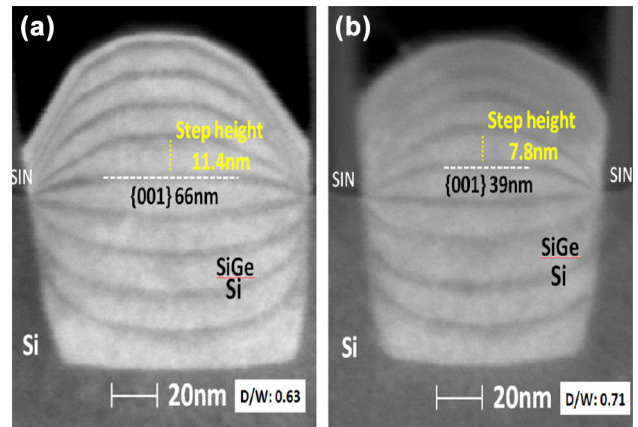 (a)
Step height
11.4nm
SIN
{001} 66nm
SiGe
Si
Si
20nm
D/W: 0.63
(b)
Step height
7.8nm
SIN
{001} 39nm
SiGe
Si
Si
20nm
D/W: 0.71